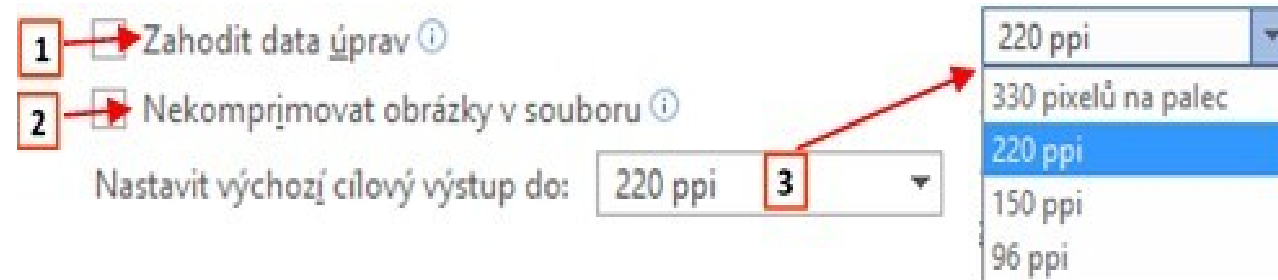 1 Zahodit data úprav
2 Nekomprimovat obrázky v souboru
Nastavit výchozí cílový výstup do: 220 ppi 3
220 ppi
330 pixelů na palec
220 ppi
150 ppi
96 ppi